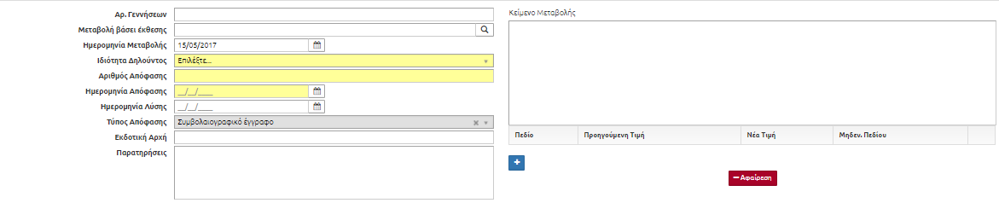 Αρ. Γεννήσεων
Μεταβολή βάσει έκθεσης
Ημερομηνία Μεταβολής 15/05/2017
Ιδιότητα Δηλούντος Επιλέξτε...
Αριθμός Απόφασης
Ημερομηνία Απόφασης __/__/____
Ημερομηνία Λύσης __/__/____
Τύπος Απόφασης Συμβολαιογραφικό έγγραφο
Εκδοτική Αρχή
Παρατηρήσεις
Κείμενο Μεταβολής
Πεδίο Προηγούμενη Τιμή Νέα Τιμή Μηδεν. Πεδίου
Αφαίρεση